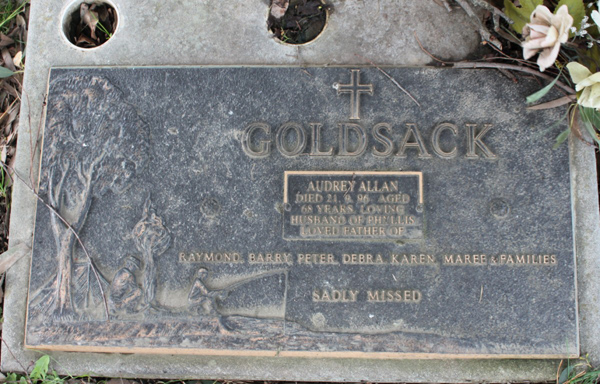 GOLDSACK
AUDREY ALLAN
DIED 21. 9. 96 AGED
68 YEARS LOVING
HUSBAND OF PHYLLIS
LOVED FATHER OF
RAYMOND, BARRY, PETER, DEBRA, KAREN, MAREE & FAMILIES
SADLY MISSED